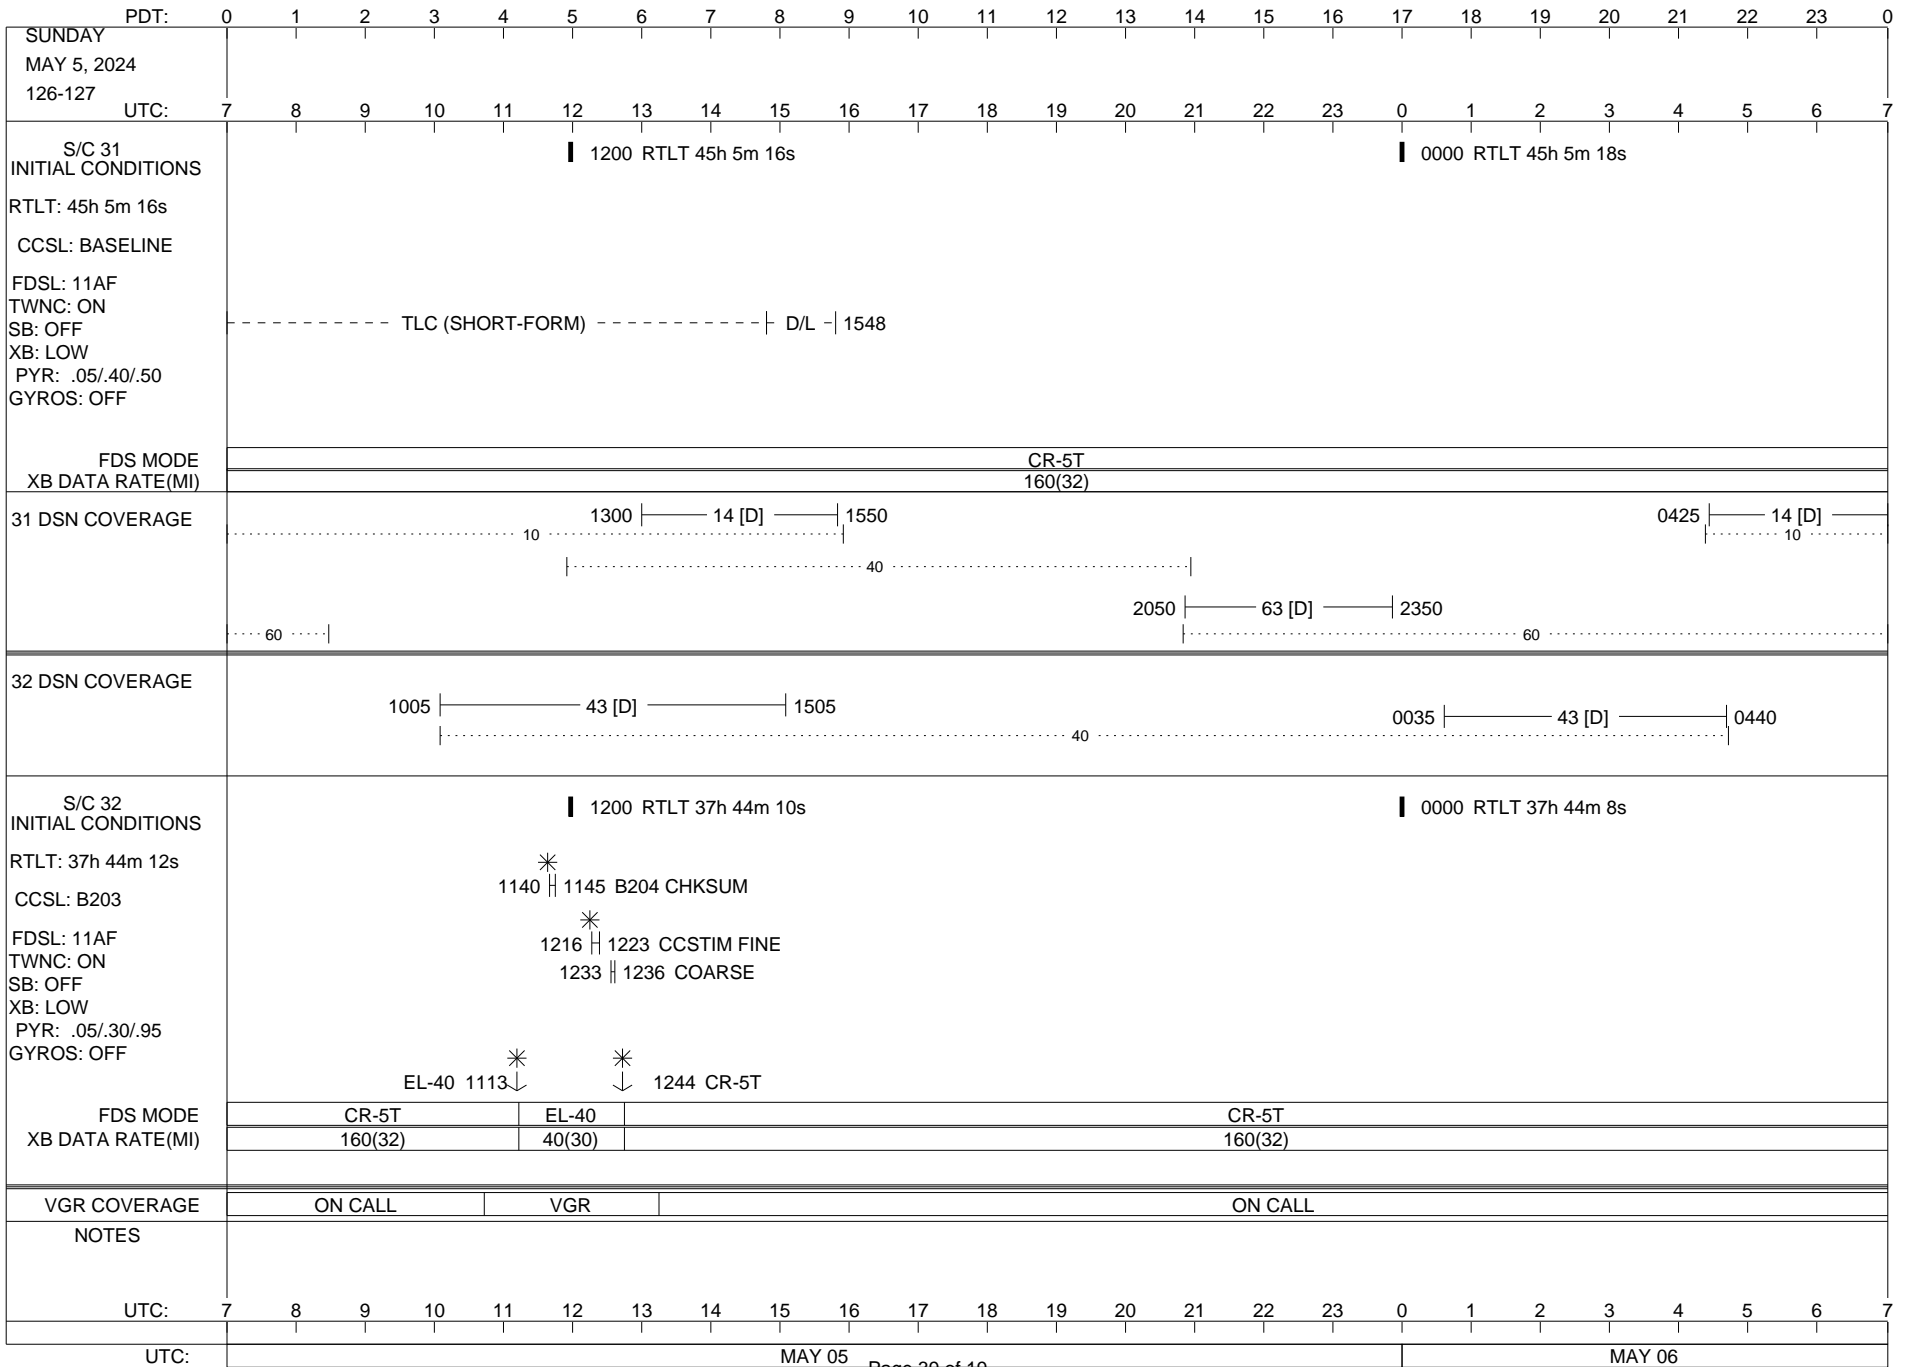 PDT: 0 1 2 3 4 5 6 7 8 9 10 11 12 13 14 15 16 17 18 19 20 21 22 23 0
SUNDAY
MAY 5, 2024
126-127
UTC: 7 8 9 10 11 12 13 14 15 16 17 18 19 20 21 22 23 0 1 2 3 4 5 6 7
S/C 31
INITIAL CONDITIONS
1200 RTLT 45h 5m 16s
0000 RTLT 45h 5m 18s
RTLT: 45h 5m 16s
CCSL: BASELINE
FDSL: 11AF
TWNC: ON
SB: OFF
XB: LOW
PYR: .05/.40/.50
GYROS: OFF
TLC (SHORT-FORM) D/L 1548
FDS MODE CR-5T
XB DATA RATE(MI) 160(32)
31 DSN COVERAGE
1300 14 [D] 1550
0425 14 [D]
10 10
40
2050 63 [D] 2350
60 60
32 DSN COVERAGE
1005 43 [D] 1505
0035 43 [D] 0440
40
S/C 32
INITIAL CONDITIONS
1200 RTLT 37h 44m 10s
0000 RTLT 37h 44m 8s
RTLT: 37h 44m 12s
CCSL: B203
FDSL: 11AF
TWNC: ON
SB: OFF
XB: LOW
PYR: .05/.30/.95
GYROS: OFF
1140 1145 B204 CHKSUM
1216 1223 CCSTIM FINE
1233 1236 COARSE
EL-40 1113 1244 CR-5T
FDS MODE CR-5T EL-40 CR-5T
XB DATA RATE(MI) 160(32) 40(30) 160(32)
VGR COVERAGE ON CALL VGR ON CALL
NOTES
UTC: 7 8 9 10 11 12 13 14 15 16 17 18 19 20 21 22 23 0 1 2 3 4 5 6 7
UTC: MAY 05 MAY 06